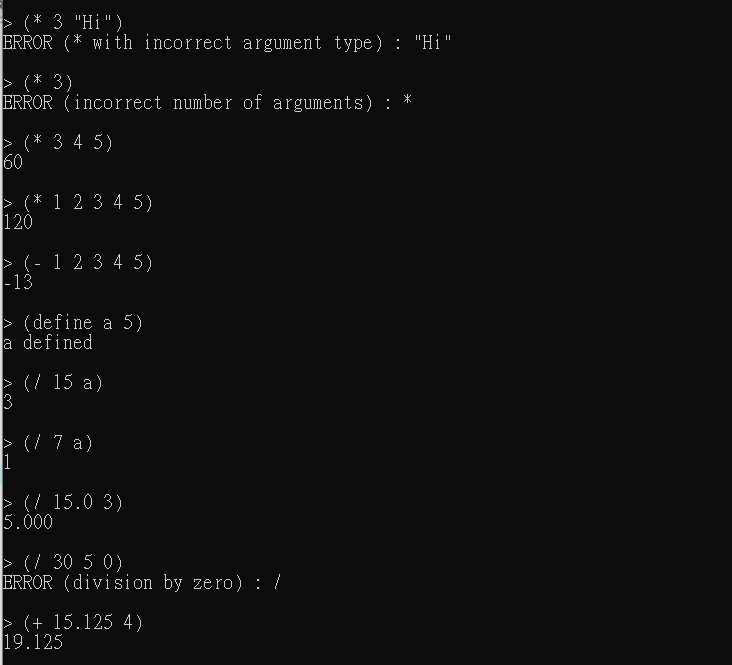 > (* 3 "Hi")
ERROR (* with incorrect argument type) : "Hi"
> (* 3)
ERROR (incorrect number of arguments) : *
> (* 3 4 5)
60
> (* 1 2 3 4 5)
120
> (- 1 2 3 4 5)
-13
> (define a 5)
a defined
> (/ 15 a)
3
> (/ 7 a)
1
> (/ 15.0 3)
5.000
> (/ 30 5 0)
ERROR (division by zero) : /
> (+ 15.125 4)
19.125